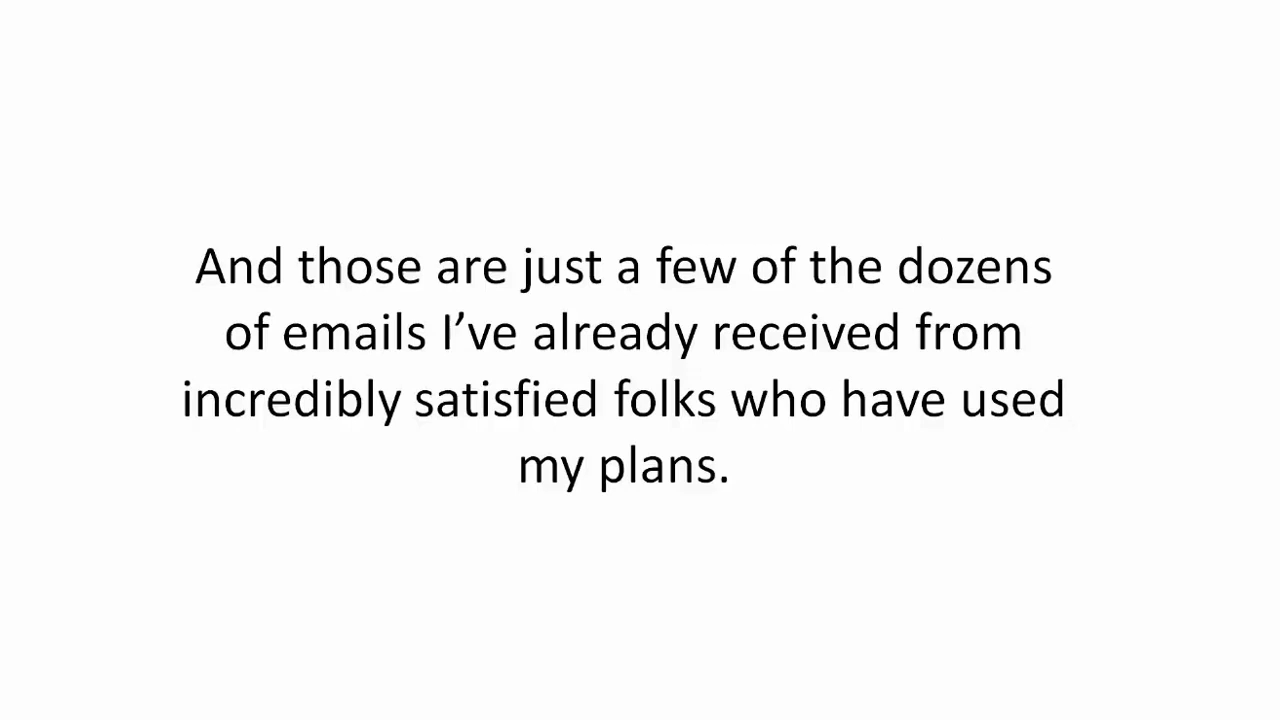 And those are just a few of the dozens
of emails I’ve already received from
incredibly satisfied folks who have used
my plans.